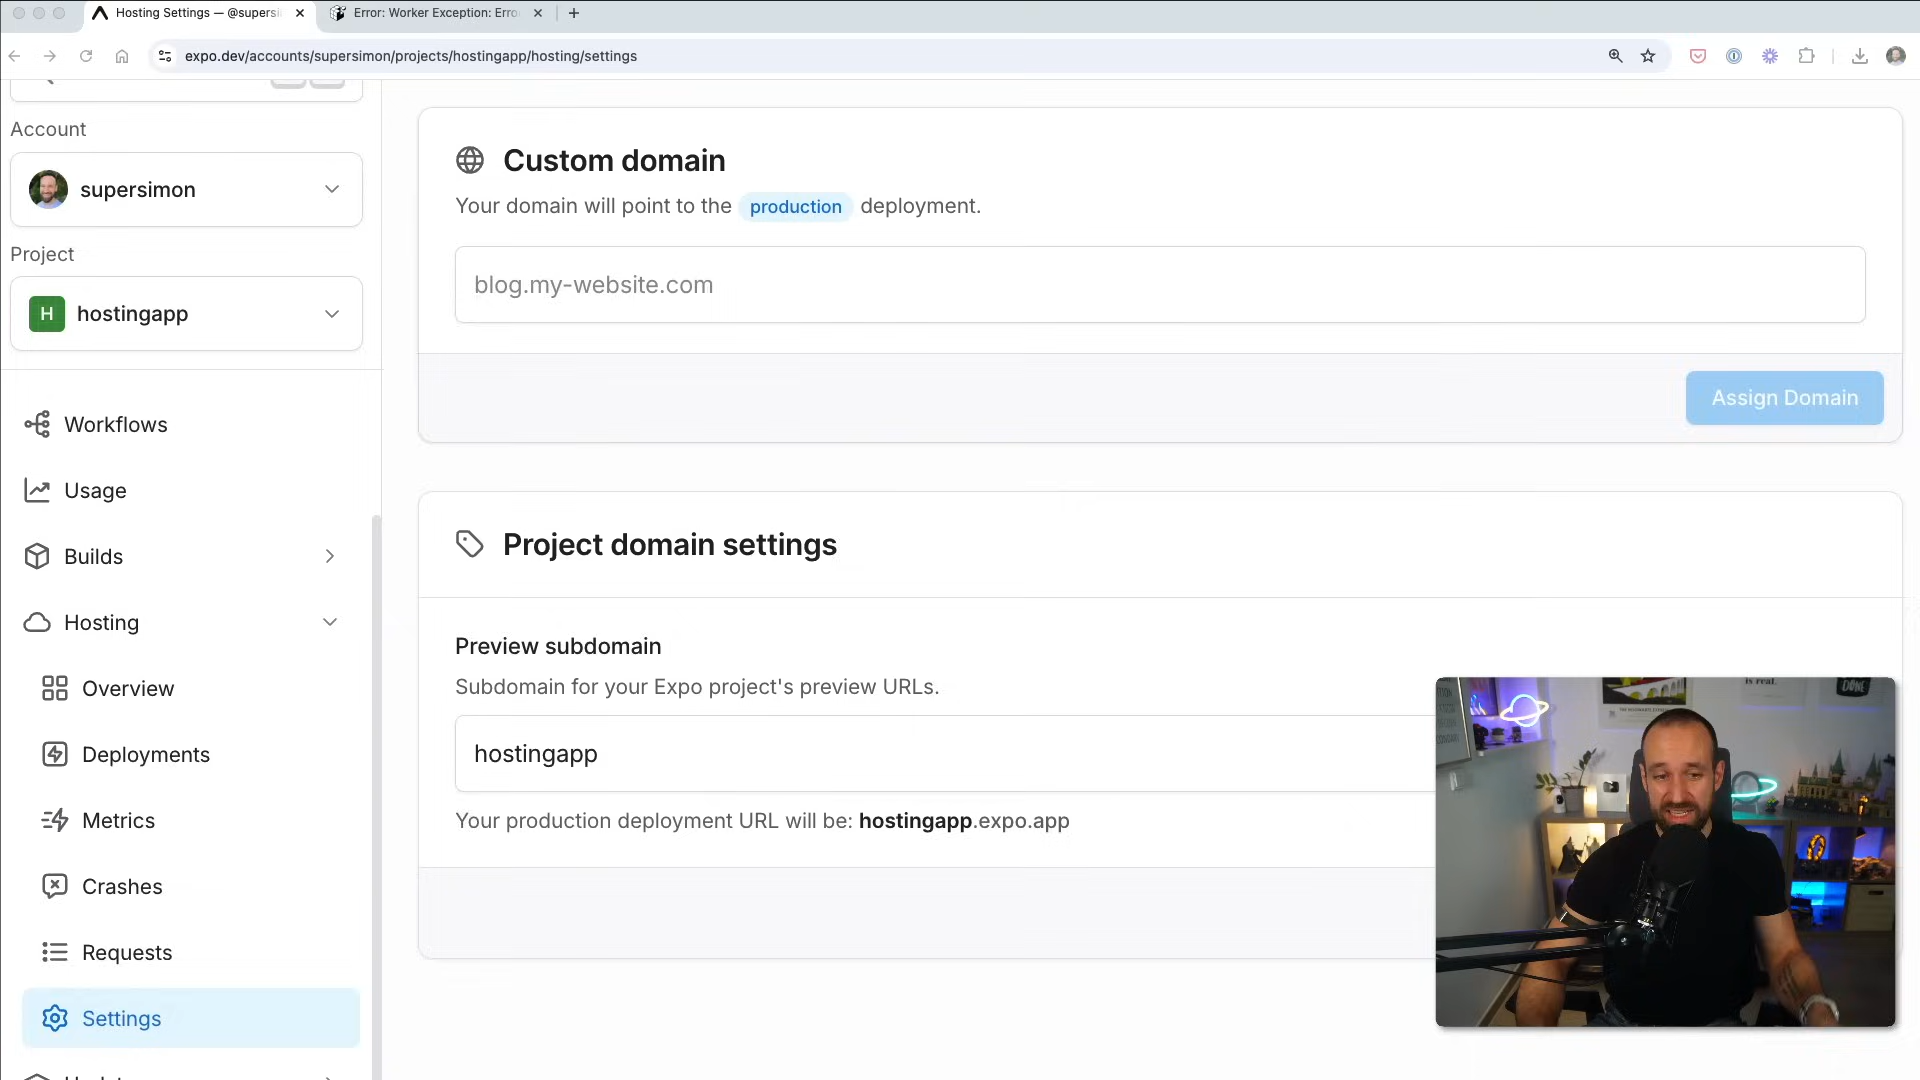 Hosting Settings — @supersi
Error: Worker Exception: Erro
expo.dev/accounts/supersimon/projects/hostingapp/hosting/settings
Account
supersimon
Project
H
hostingapp
Workflows
Usage
Builds
Hosting
Overview
Deployments
Metrics
Crashes
Requests
Settings
Custom domain
Your domain will point to the production deployment.
blog.my-website.com
Assign Domain
Project domain settings
Preview subdomain
Subdomain for your Expo project's preview URLs.
hostingapp
Your production deployment URL will be: hostingapp.expo.app
is real.
DONE